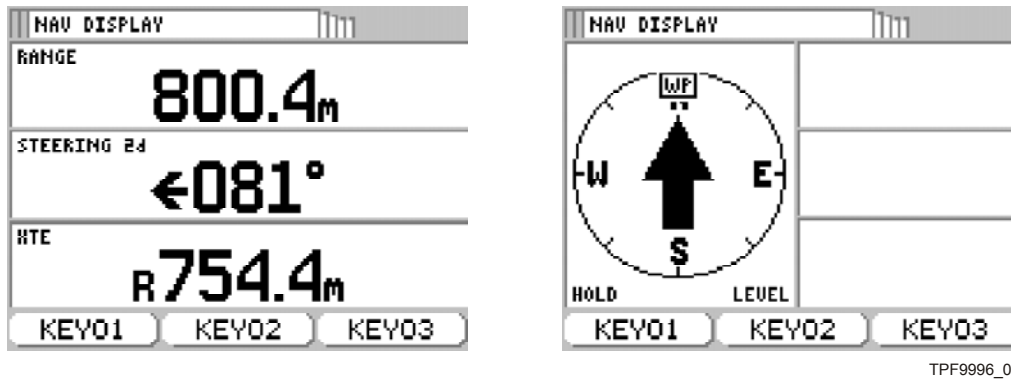 NAV DISPLAY
RANGE
800.4m
STEERING 2d
←081°
XTE
R754.4m
KEY01 KEY02 KEY03
NAV DISPLAY
WP
W E
S
HOLD LEVEL
KEY01 KEY02 KEY03
TPF9996_0